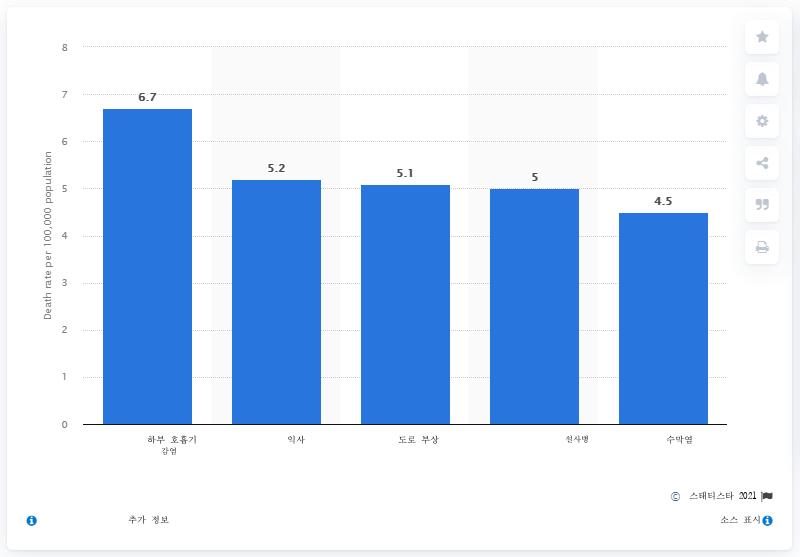 8
7
6
5
4
3
2
1
0
Death rate per 100,000 population
6.7
5.2
5.1
5
4.5
하부 호흡기
감염
익사
도로 부상
설사병
수막염
© 스태티스타 2021
추가 정보
소스 표시